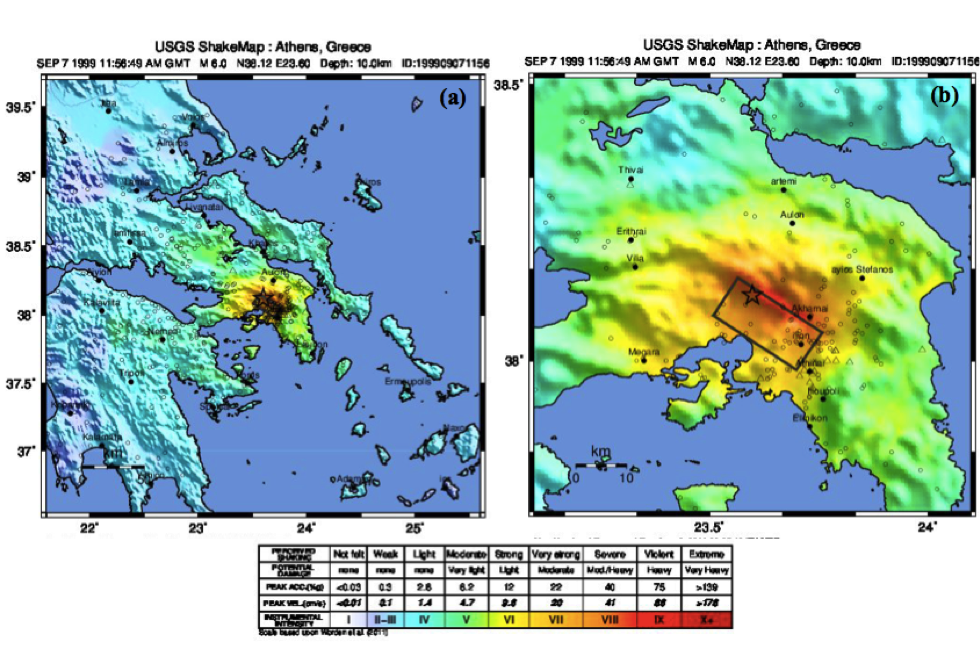 USGS ShakeMap : Athens, Greece
SEP 7 1999 11:56:49 AM GMT M 6.0 N38.12 E23.60 Depth: 10.0km ID:199909071156
(a)
39.5°
39°
38.5°
38°
37.5°
37°
Volos
Almiros
Livanatai
Aulon
Tripoli
Kalamata
Ermoupolis
km
22°
23°
24°
25°
USGS ShakeMap : Athens, Greece
SEP 7 1999 11:56:49 AM GMT M 6.0 N38.12 E23.60 Depth: 10.0km ID:199909071156
(b)
38.5°
38°
Thivai
artemi
Aulon
Erithrai
Vilia
ayios Stefanos
Akharnai
Megara
Ellinikon
km
0 10
23.5°
24°
PERCEIVED SHAKING Not felt Weak Light Moderate Strong Very strong Severe Violent Extreme
POTENTIAL DAMAGE none none none Very light Light Moderate Mod./Heavy Heavy Very Heavy
PEAK ACC.(%g) <0.03 0.3 2.8 6.2 12 22 40 75 >139
PEAK VEL.(cm/s) <0.01 0.1 1.4 4.7 9.6 20 41 86 >178
INSTRUMENTAL INTENSITY I II-III IV V VI VII VIII IX X+
Scale based upon Worden et al. (2011)